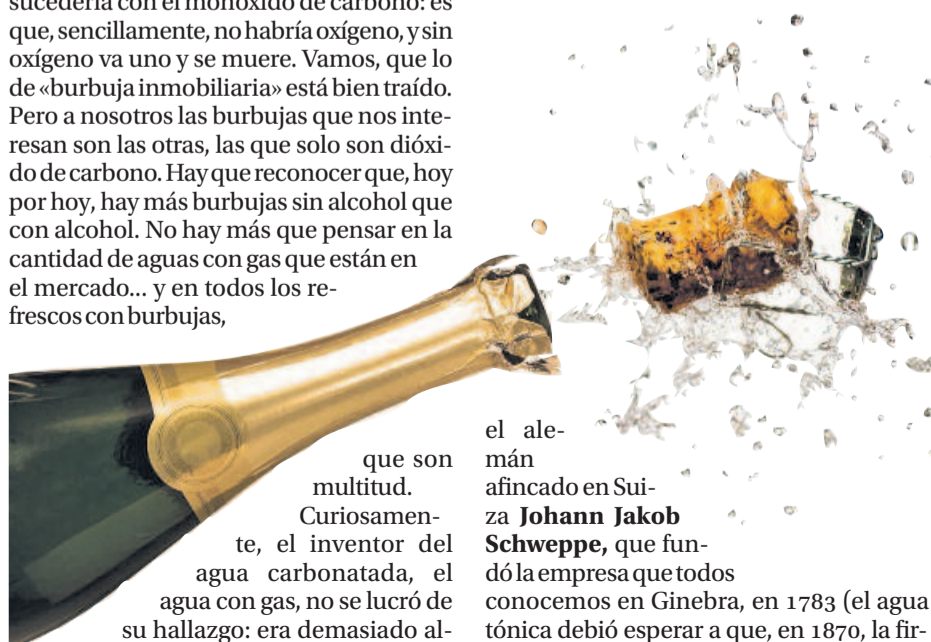 sucedería con el monóxido de carbono: es
que, sencillamente, no habría oxígeno, y sin
oxígeno va uno y se muere. Vamos, que lo
de «burbuja inmobiliaria» está bien traído.
Pero a nosotros las burbujas que nos inte-
resan son las otras, las que solo son dióxi-
do de carbono. Hay que reconocer que, hoy
por hoy, hay más burbujas sin alcohol que
con alcohol. No hay más que pensar en la
cantidad de aguas con gas que están en
el mercado... y en todos los re-
frescos con burbujas,
que son
multitud.
Curiosamen-
te, el inventor del
agua carbonatada, el
agua con gas, no se lucró de
su hallazgo: era demasiado al-
el ale-
mán
afincado en Sui-
za Johann Jakob
Schweppe, que fun-
dó la empresa que todos
conocemos en Ginebra, en 1783 (el agua
tónica debió esperar a que, en 1870, la fir-